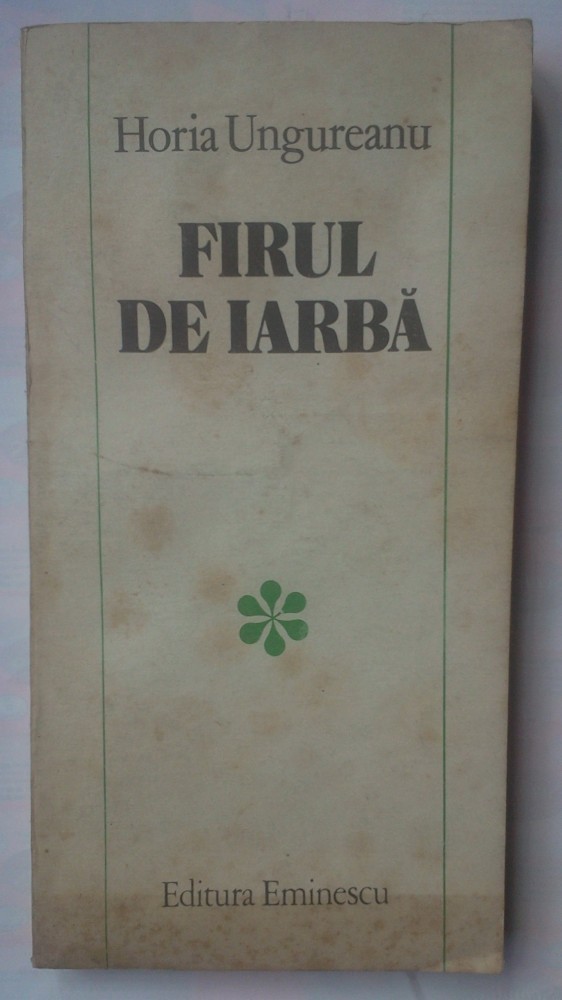 Horia Ungureanu
FIRUL
DE IARBĂ
Editura Eminescu